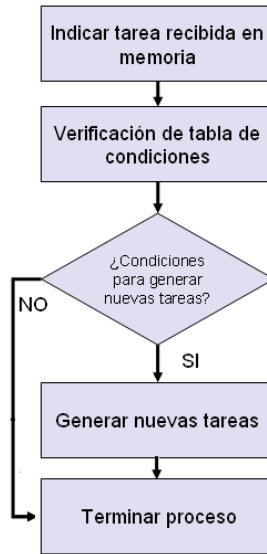 Indicar tarea recibida en
memoria
Verificación de tabla de
condiciones
¿Condiciones
para generar
nuevas tareas?
NO
SI
Generar nuevas tareas
Terminar proceso